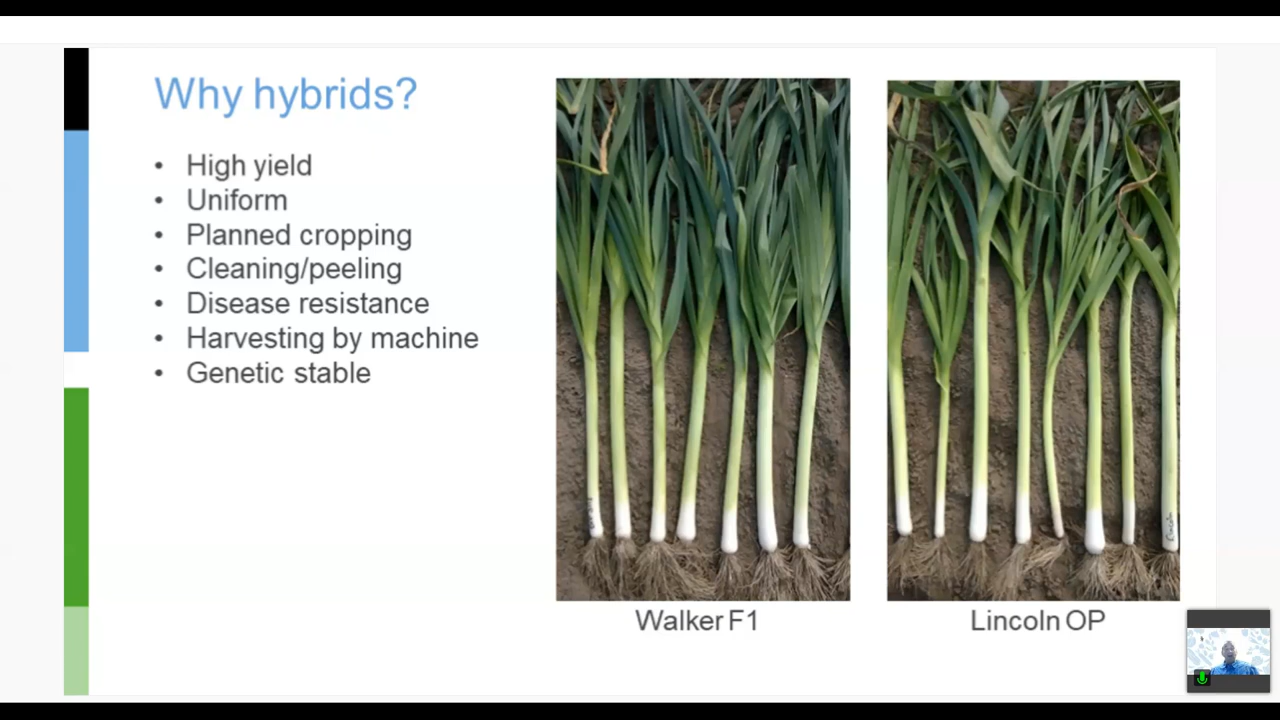 Why hybrids?
• High yield
• Uniform
• Planned cropping
• Cleaning/peeling
• Disease resistance
• Harvesting by machine
• Genetic stable
Walker F1
Lincoln OP
Lincoln